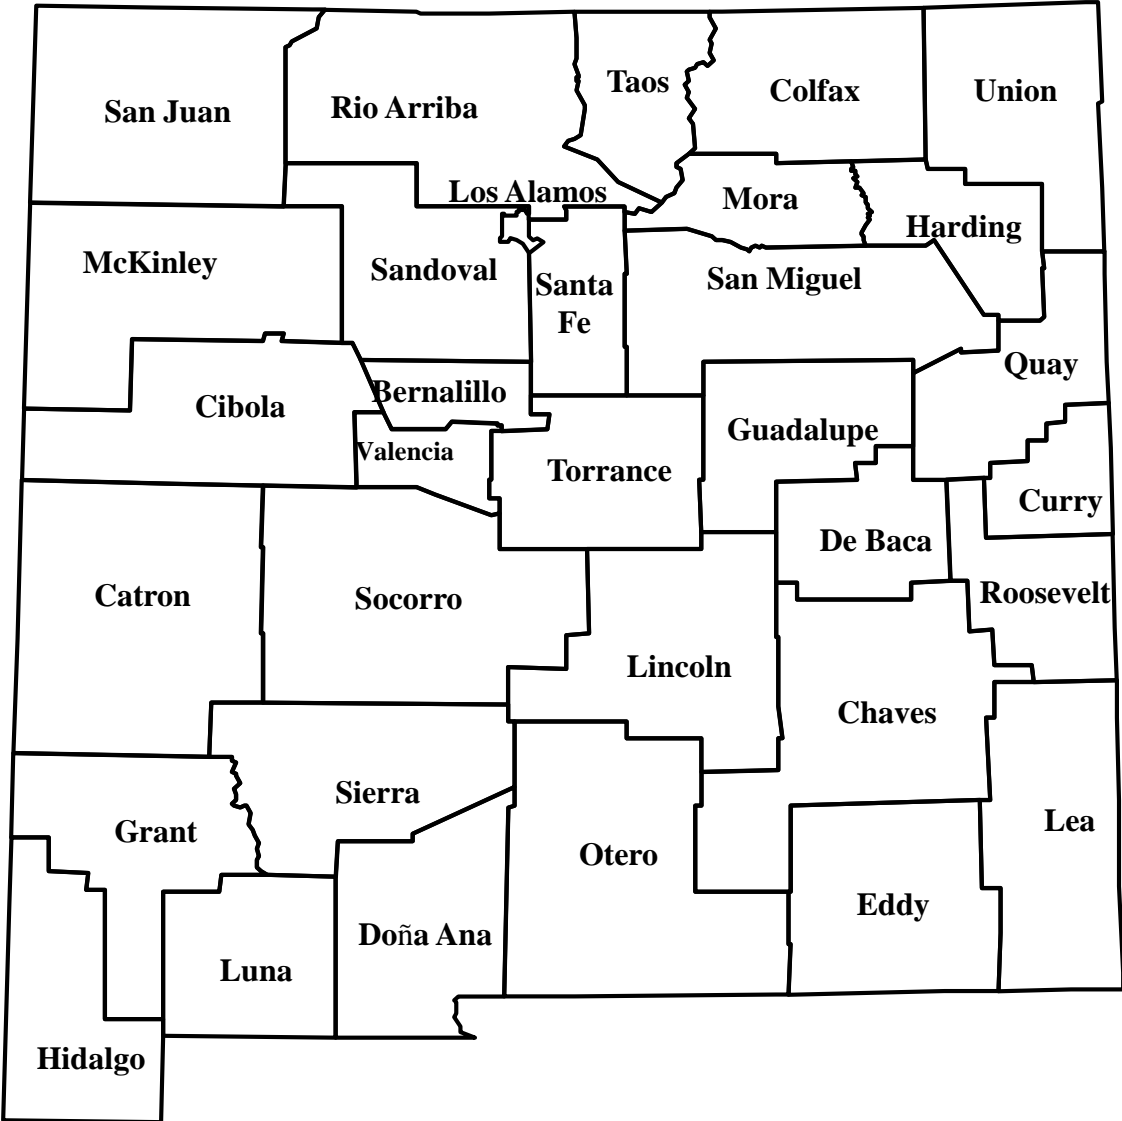 Taos
Colfax
Union
San Juan
Rio Arriba
Los Alamos
Mora
Harding
McKinley
Sandoval
San Miguel
Santa
Fe
Quay
Bernalillo
Cibola
Guadalupe
Valencia
Torrance
Curry
De Baca
Catron
Socorro
Roosevelt
Lincoln
Chaves
Sierra
Grant
Lea
Otero
Eddy
Doña Ana
Luna
Hidalgo